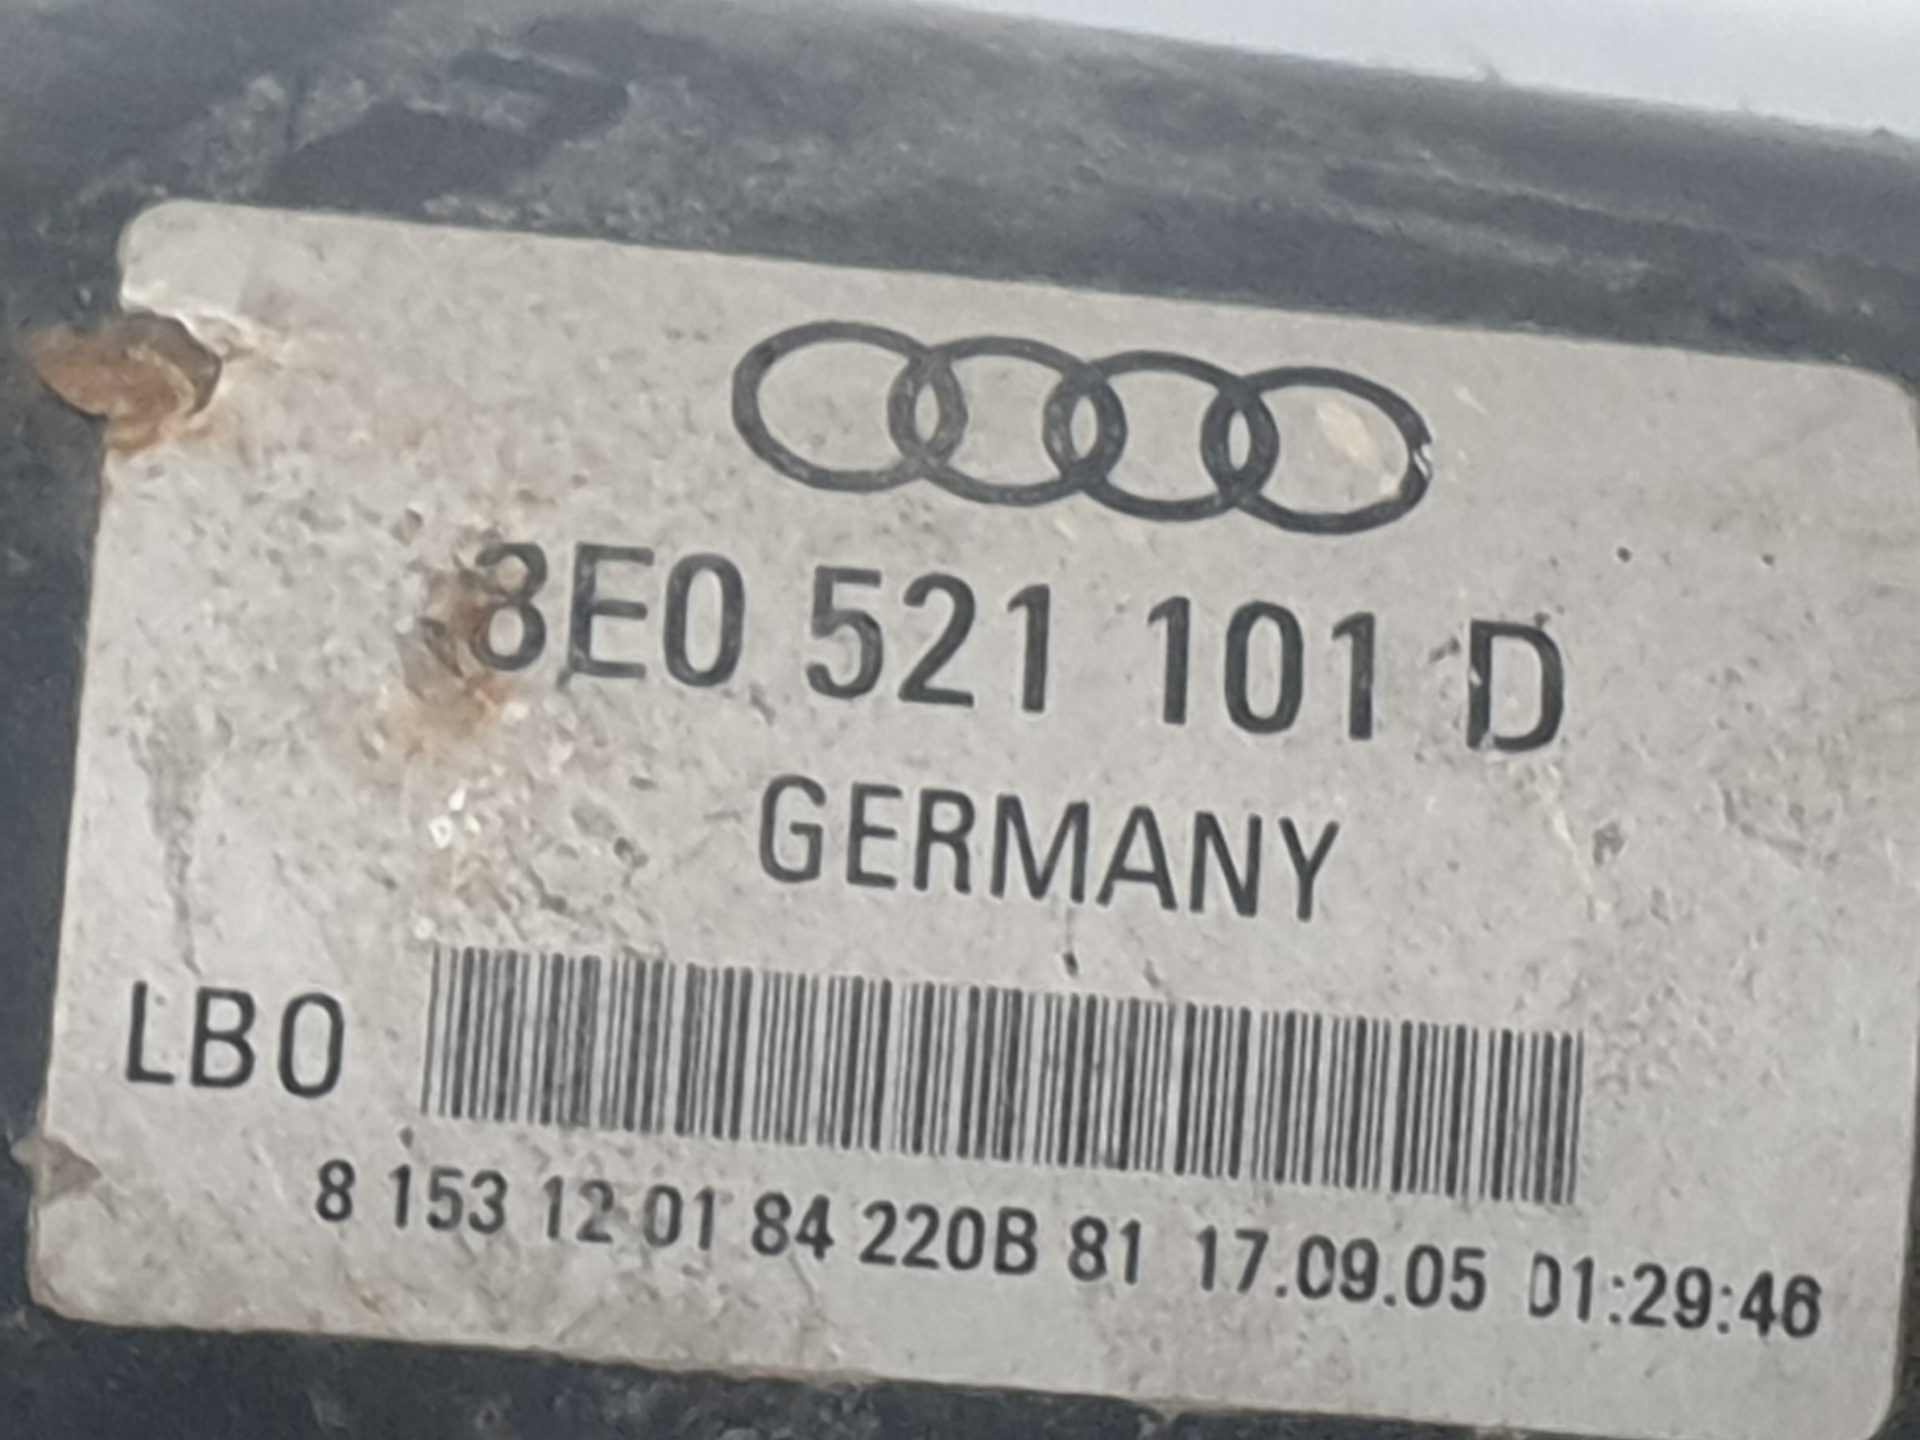 8E0 521 101 D
GERMANY
LBO
8 153 12 01 84 220B 81 17.09.05 01:29:46